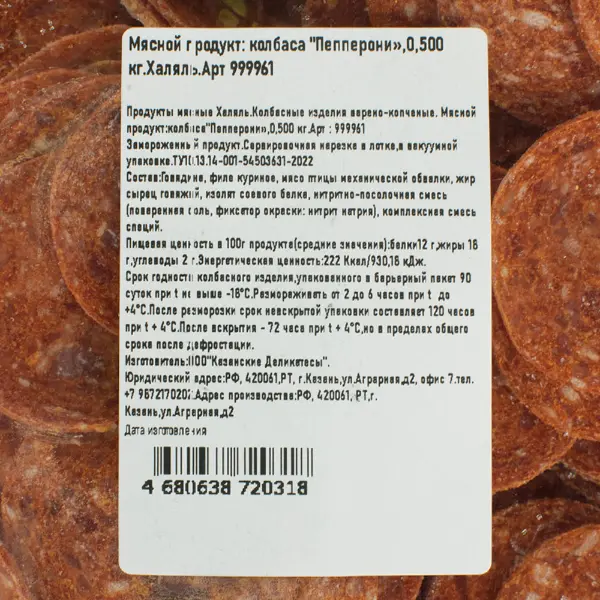 Мясной продукт: колбаса "Пепперони»,0,500
кг.Халяль.Арт 999961
Продукты мясные Халяль.Колбасные изделия варено-копченые. Мясной
продукт:колбаса"Пепперони»,0,500 кг.Арт : 999961
Замороженный продукт.Сервировочная нарезка в лотке,в вакуумной
упаковке.ТУ10.13.14-001-54503631-2022
Состав:Говядина, филе куриное, мясо птицы механической обвалки, жир
сырец говяжий, изолят соевого белка, нитритно-посолочная смесь
(поваренная соль, фиксатор окраски: нитрит натрия), комплексная смесь
специй.
Пищевая ценность в 100г продукта(средние значения):белки12 г,жиры 18
г,углеводы 2 г.Энергетическая ценность:222 Ккал/930,18 кДж.
Срок годности колбасного изделия,упакованного в барьерный пакет 90
суток при t не выше -18°С.Размораживать от 2 до 6 часов при t до
+4°С.После разморозки срок невскрытой упаковки составляет 120 часов
при t + 4°С.После вскрытия - 72 часа при t + 4°С,но в пределах общего
срока после дефростации.
Изготовитель:ООО"Казанские Деликатесы".
Юридический адрес:РФ, 420061,РТ, г.Казань,ул.Аграрная,д2, офис 7.тел.
+7 9872170202.Адрес производства:РФ, 420061, РТ,г.
Казань,ул.Аграрная,д2
Дата изготовления
4 680638 720318